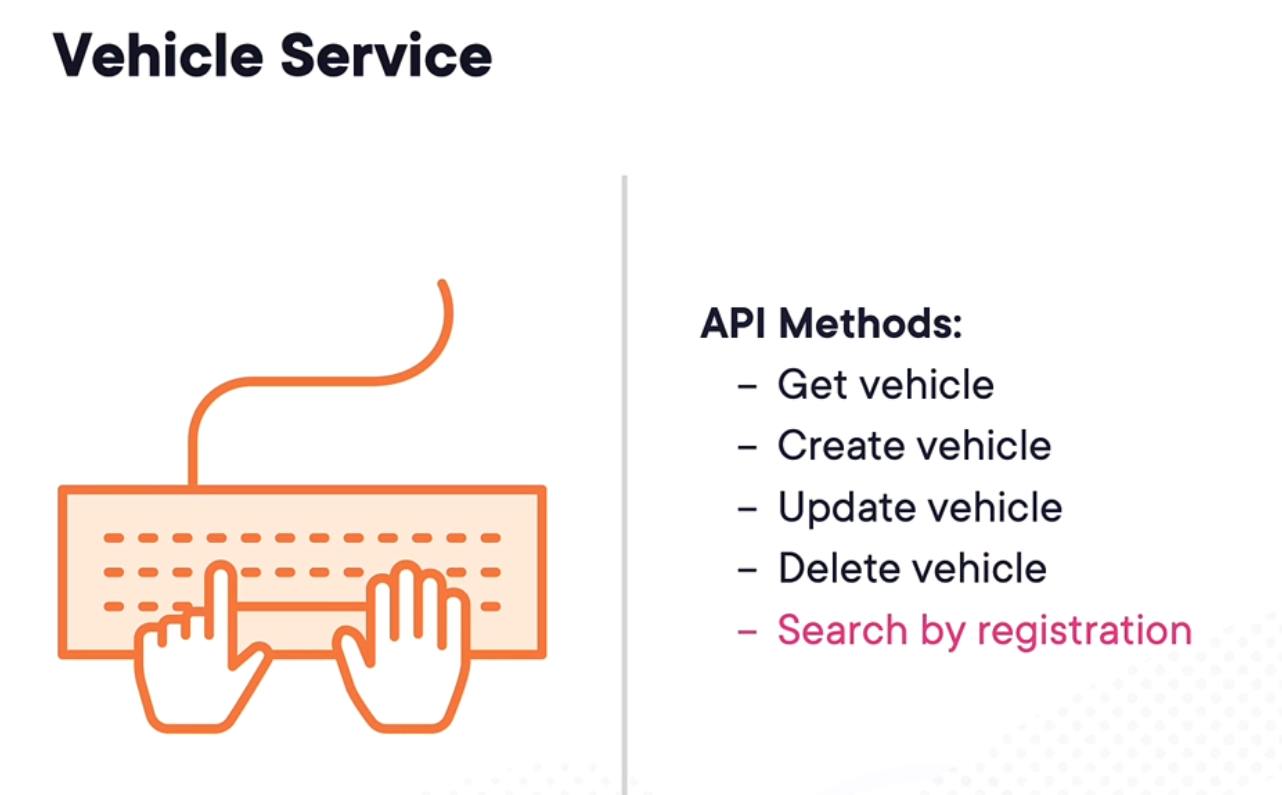 Vehicle Service
API Methods:
– Get vehicle
– Create vehicle
– Update vehicle
– Delete vehicle
– Search by registration